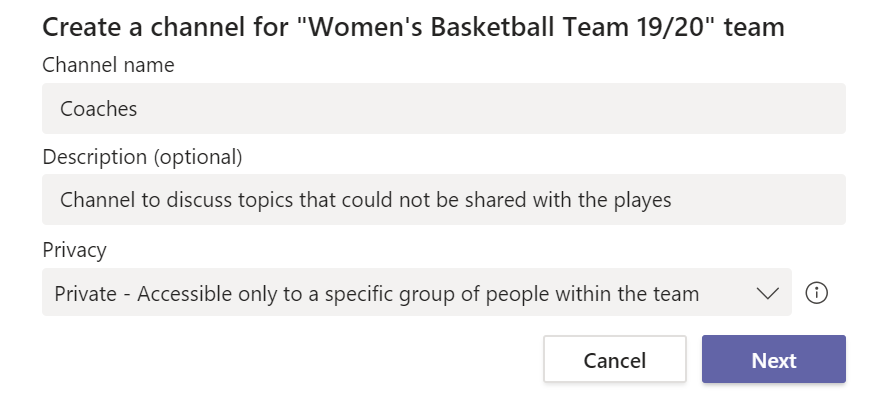 Create a channel for "Women's Basketball Team 19/20" team
Channel name
Coaches
Description (optional)
Channel to discuss topics that could not be shared with the playes
Privacy
Private - Accessible only to a specific group of people within the team
Cancel Next